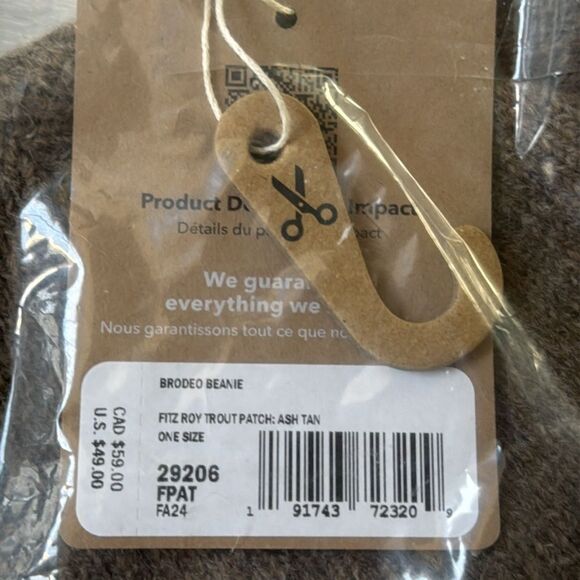 Product D Impact
Détails du p act
We guara
everything we
Nous garantissons tout ce que no
BRODEO BEANIE
FITZ ROY TROUT PATCH: ASH TAN
ONE SIZE
29206
FPAT
FA24
CAD $59.00
U.S. $49.00
1 91743 72320 9